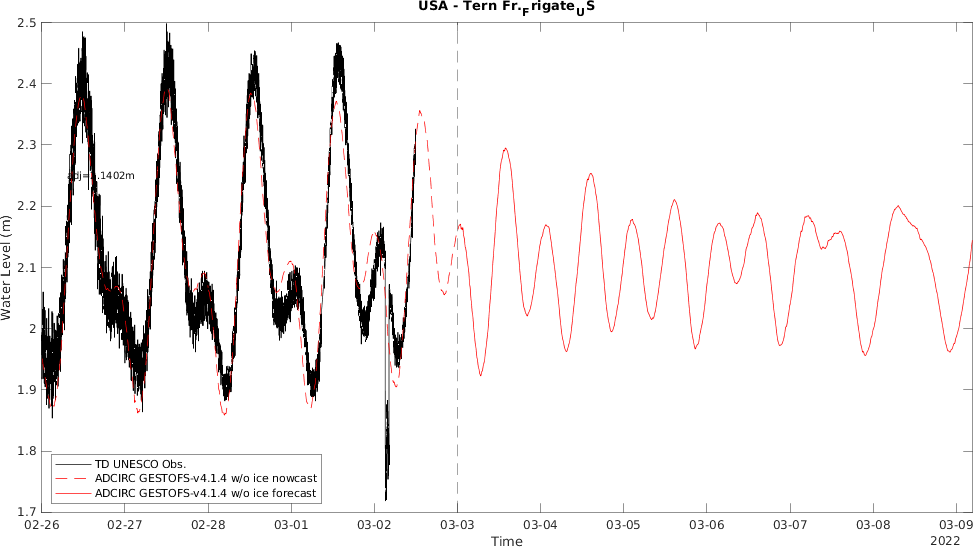 USA - Tern Fr.FrigateUS
2.5
2.4
2.3
adj=2.1402m
2.2
2.1
2
1.9
1.8
1.7
Water Level (m)
TD UNESCO Obs.
ADCIRC GESTOFS-v4.1.4 w/o ice nowcast
ADCIRC GESTOFS-v4.1.4 w/o ice forecast
02-26 02-27 02-28 03-01 03-02 03-03 03-04 03-05 03-06 03-07 03-08 03-09
Time
2022